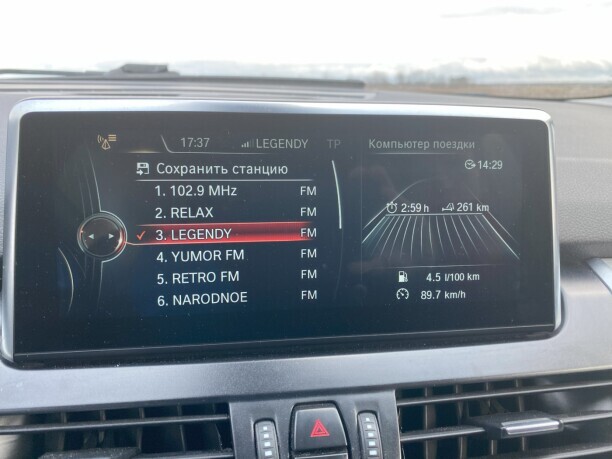 17:37 LEGENDY TP
Сохранить станцию
1. 102.9 MHz FM
2. RELAX FM
3. LEGENDY FM
4. YUMOR FM FM
5. RETRO FM FM
6. NARODNOE FM
Компьютер поездки
14:29
2:59 h 261 km
4.5 l/100 km
89.7 km/h